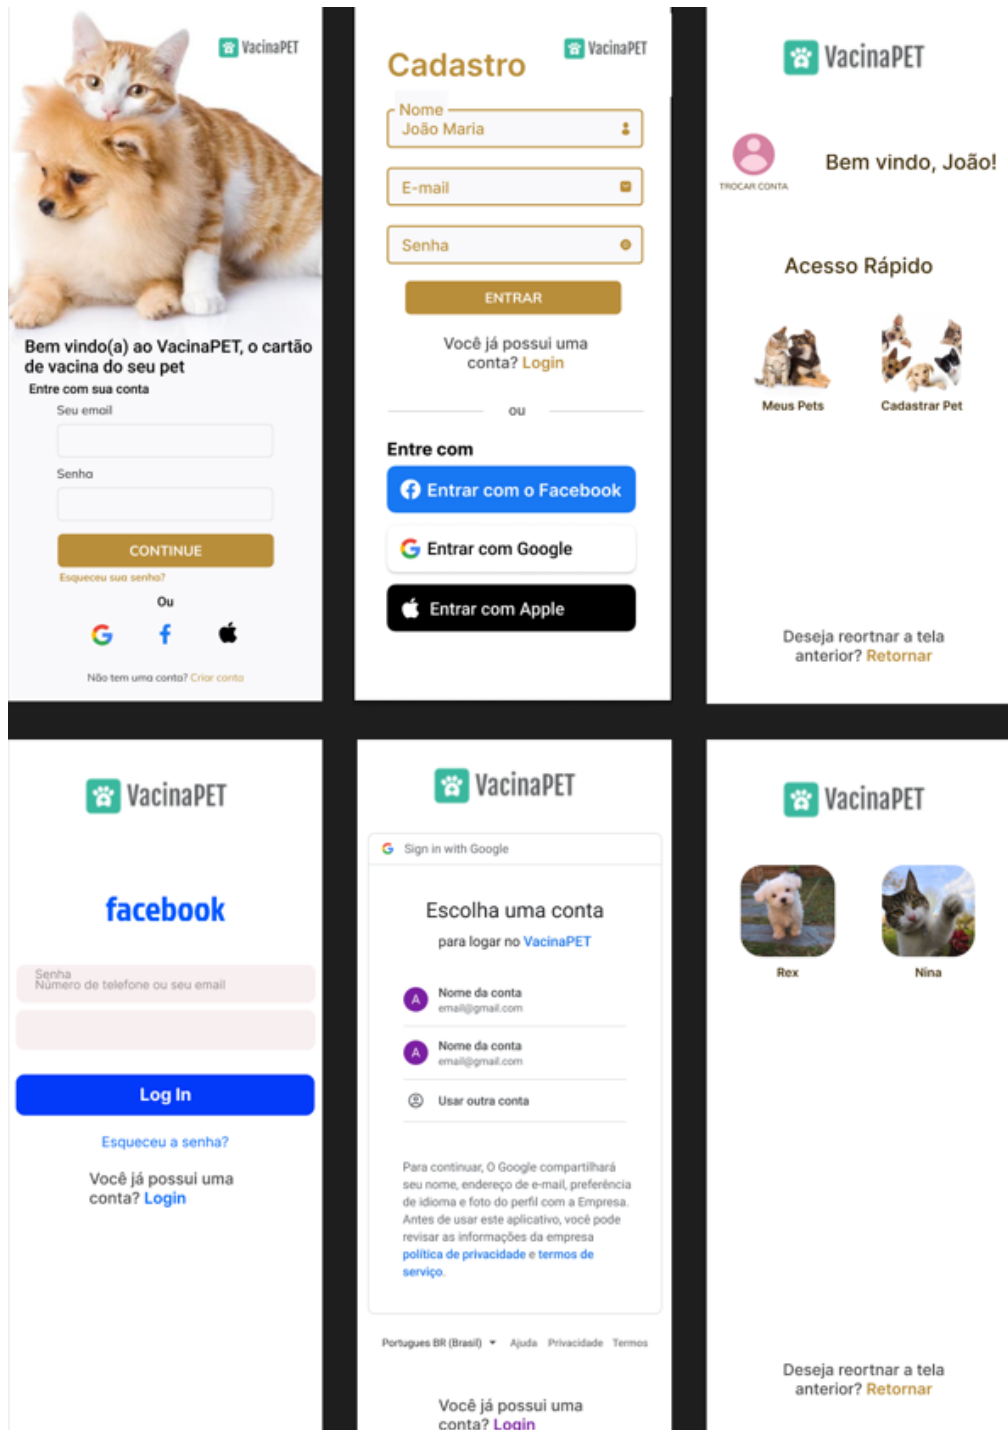 VacinaPET
Bem vindo(a) ao VacinaPET, o cartão
de vacina do seu pet
Entre com sua conta
Seu email
Senha
CONTINUE
Esqueceu sua senha?
Ou
Não tem uma conta? Criar conta
VacinaPET
Cadastro
Nome
João Maria
E-mail
Senha
ENTRAR
Você já possui uma
conta? Login
ou
Entre com
Entrar com o Facebook
Entrar com Google
Entrar com Apple
VacinaPET
TROCAR CONTA
Bem vindo, João!
Acesso Rápido
Meus Pets
Cadastrar Pet
Deseja reortnar a tela
anterior? Retornar
VacinaPET
facebook
Senha
Número de telefone ou seu email
Log In
Esqueceu a senha?
Você já possui uma
conta? Login
VacinaPET
Sign in with Google
Escolha uma conta
para logar no VacinaPET
A
Nome da conta
email@gmail.com
A
Nome da conta
email@gmail.com
Usar outra conta
Para continuar, O Google compartilhará
seu nome, endereço de e-mail, preferência
de idioma e foto do perfil com a Empresa.
Antes de usar este aplicativo, você pode
revisar as informações da empresa
política de privacidade e termos de
serviço.
Portugues BR (Brasil)
Ajuda
Privacidade
Termos
Você já possui uma
conta? Login
VacinaPET
Rex
Nina
Deseja reortnar a tela
anterior? Retornar